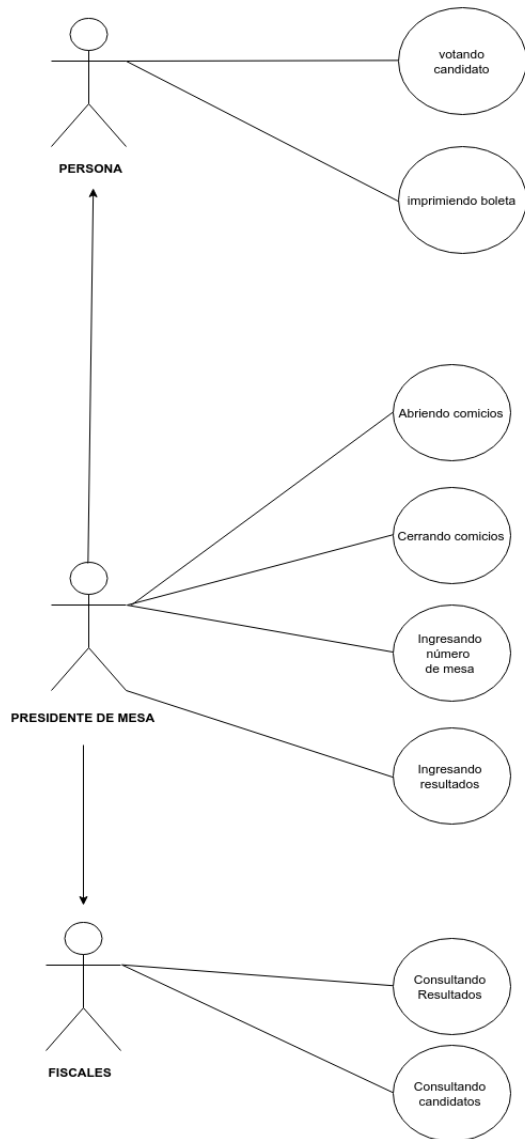 votando
candidato
PERSONA
imprimiendo boleta
Abriendo comicios
Cerrando comicios
Ingresando
número
de mesa
PRESIDENTE DE MESA
Ingresando
resultados
Consultando
Resultados
FISCALES
Consultando
candidatos